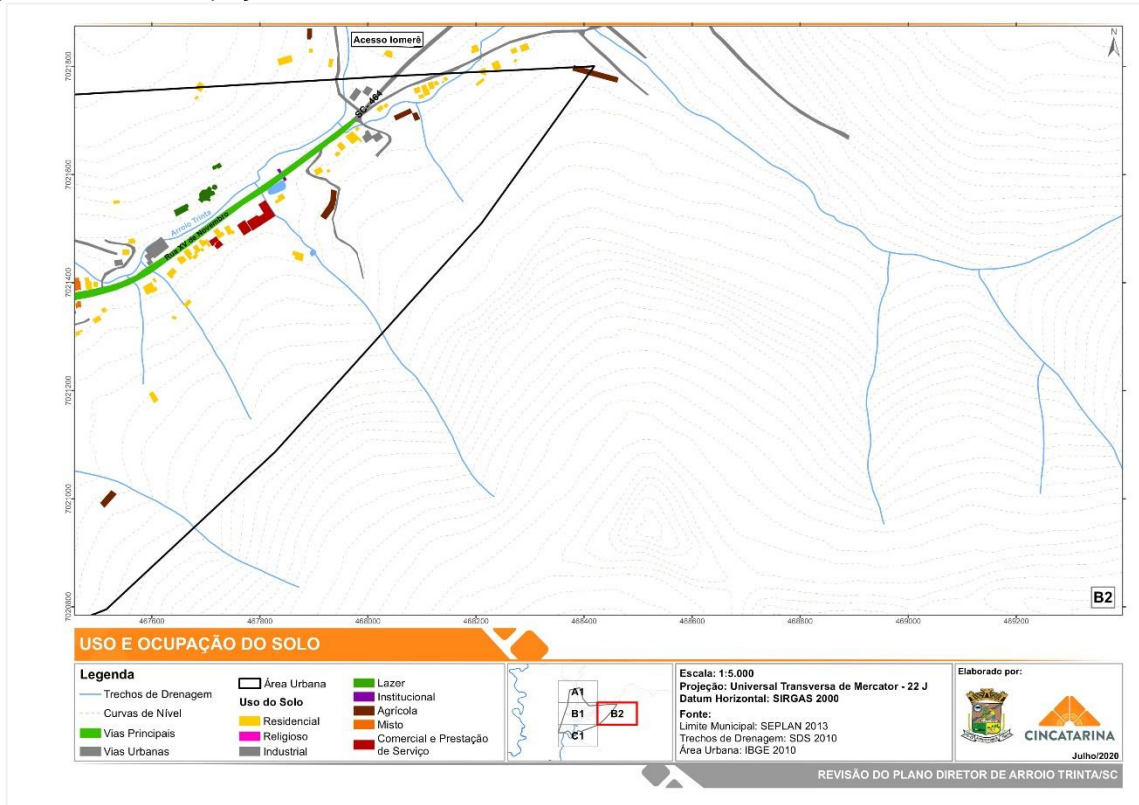 Acesso Iomerê
N
7021800
7021600
7021400
7021200
7021000
7020800
SC- 464
Arroio Trinta
Rua XV de Novembro
B2
467600
467800
468000
468200
468400
468600
468800
469000
469200
USO E OCUPAÇÃO DO SOLO
Legenda
Trechos de Drenagem
Curvas de Nível
Vias Principais
Vias Urbanas
Área Urbana
Uso do Solo
Residencial
Religioso
Industrial
Lazer
Institucional
Agrícola
Misto
Comercial e Prestação
de Serviço
A1
B1
B2
C1
Escala: 1:5.000
Projeção: Universal Transversa de Mercator - 22 J
Datum Horizontal: SIRGAS 2000
Fonte:
Limite Municipal: SEPLAN 2013
Trechos de Drenagem: SDS 2010
Área Urbana: IBGE 2010
Elaborado por:
CINCATARINA
Julho/2020
REVISÃO DO PLANO DIRETOR DE ARROIO TRINTA/SC